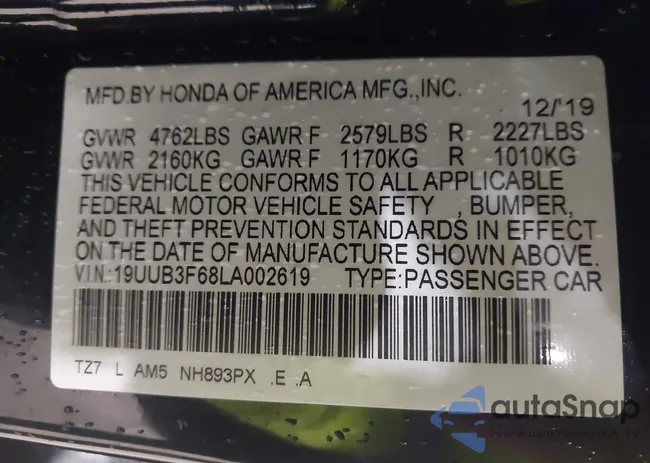 MFD.BY HONDA OF AMERICA MFG.,INC.
12/'19
GVWR 4762LBS GAWR F 2579LBS R 2227LBS
GVWR 2160KG GAWR F 1170KG R 1010KG
THIS VEHICLE CONFORMS TO ALL APPLICABLE
FEDERAL MOTOR VEHICLE SAFETY , BUMPER,
AND THEFT PREVENTION STANDARDS IN EFFECT
ON THE DATE OF MANUFACTURE SHOWN ABOVE.
VIN:19UUB3F68LA002619 TYPE:PASSENGER CAR
TZ7 L AM5 NH893PX .E .A
autoSnap